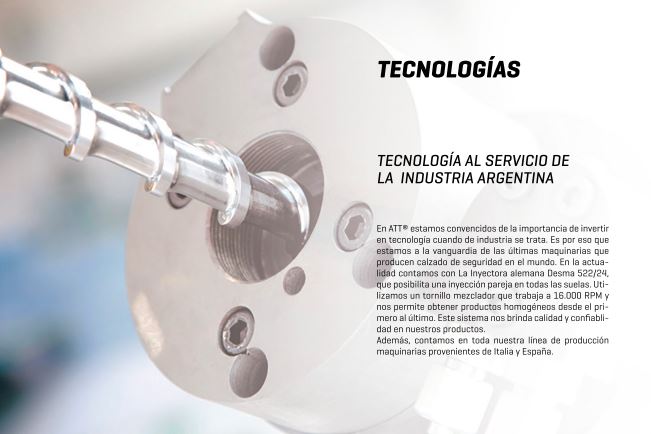 TECNOLOGÍAS
TECNOLOGÍA AL SERVICIO DE
LA INDUSTRIA ARGENTINA
En ATT® estamos convencidos de la importancia de invertir
en tecnología cuando de industria se trata. Es por eso que
estamos a la vanguardia de las últimas maquinarias que
producen calzado de seguridad en el mundo. En la actua-
lidad contamos con La Inyectora alemana Desma 522/24,
que posibilita una inyección pareja en todas las suelas. Uti-
lizamos un tornillo mezclador que trabaja a 16.000 RPM y
nos permite obtener productos homogéneos desde el pri-
mero al último. Este sistema nos brinda calidad y confiabli-
dad en nuestros productos.
Además, contamos en toda nuestra línea de producción
maquinarias provenientes de Italia y España.